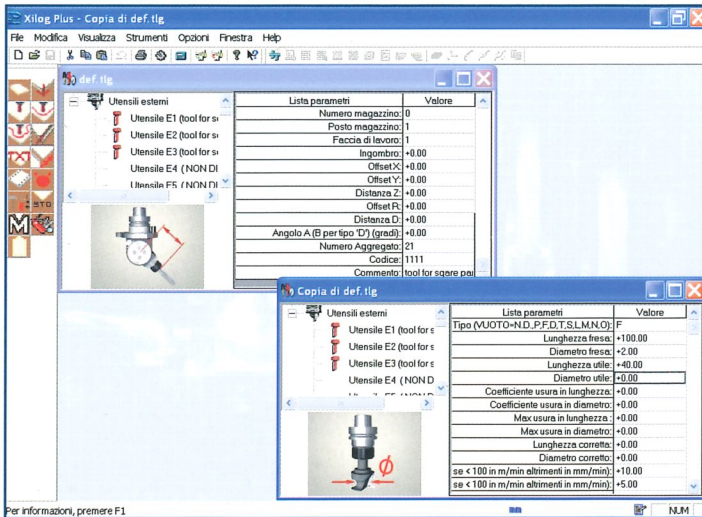 Xilog Plus - Copia di def.tlg
File Modifica Visualizza Strumenti Opzioni Finestra Help
def.tlg
Utensili esterni
Utensile E1 (tool for s
Utensile E2 (tool for s
Utensile E3 (tool for s
Utensile E4 (NON DI
Utensile E5 (NON DI
Lista parametri Valore
Numero magazzino: 0
Posto magazzino: 1
Faccia di lavoro: 1
Ingombro: +0.00
Offset X: +0.00
Offset Y: +0.00
Distanza Z: +0.00
Offset R: +0.00
Distanza D: +0.00
Angolo A (B per tipo 'D') (gradi): +0.00
Numero Aggregato: 21
Codice: 1111
Commento: tool for sqare pai
STO
M
Copia di def.tlg
Utensili esterni
Utensile E1 (tool for s
Utensile E2 (tool for s
Utensile E3 (tool for s
Utensile E4 (NON D
Lista parametri Valore
Tipo (VUOTO=N.D.,P,F,D,T,S,L,M,N,O): F
Lunghezza fresa: +100.00
Diametro fresa: +2.00
Lunghezza utile: +40.00
Diametro utile: +0.00
Coefficiente usura in lunghezza: +0.00
Coefficiente usura in diametro: +0.00
Max usura in lunghezza : +0.00
Max usura in diametro: +0.00
Lunghezza corretta: +0.00
Diametro corretto: +0.00
se < 100 in m/min altrimenti in mm/min): +10.00
se < 100 in m/min altrimenti in mm/min): +5.00
Ø
Per informazioni, premere F1
mm
NUM